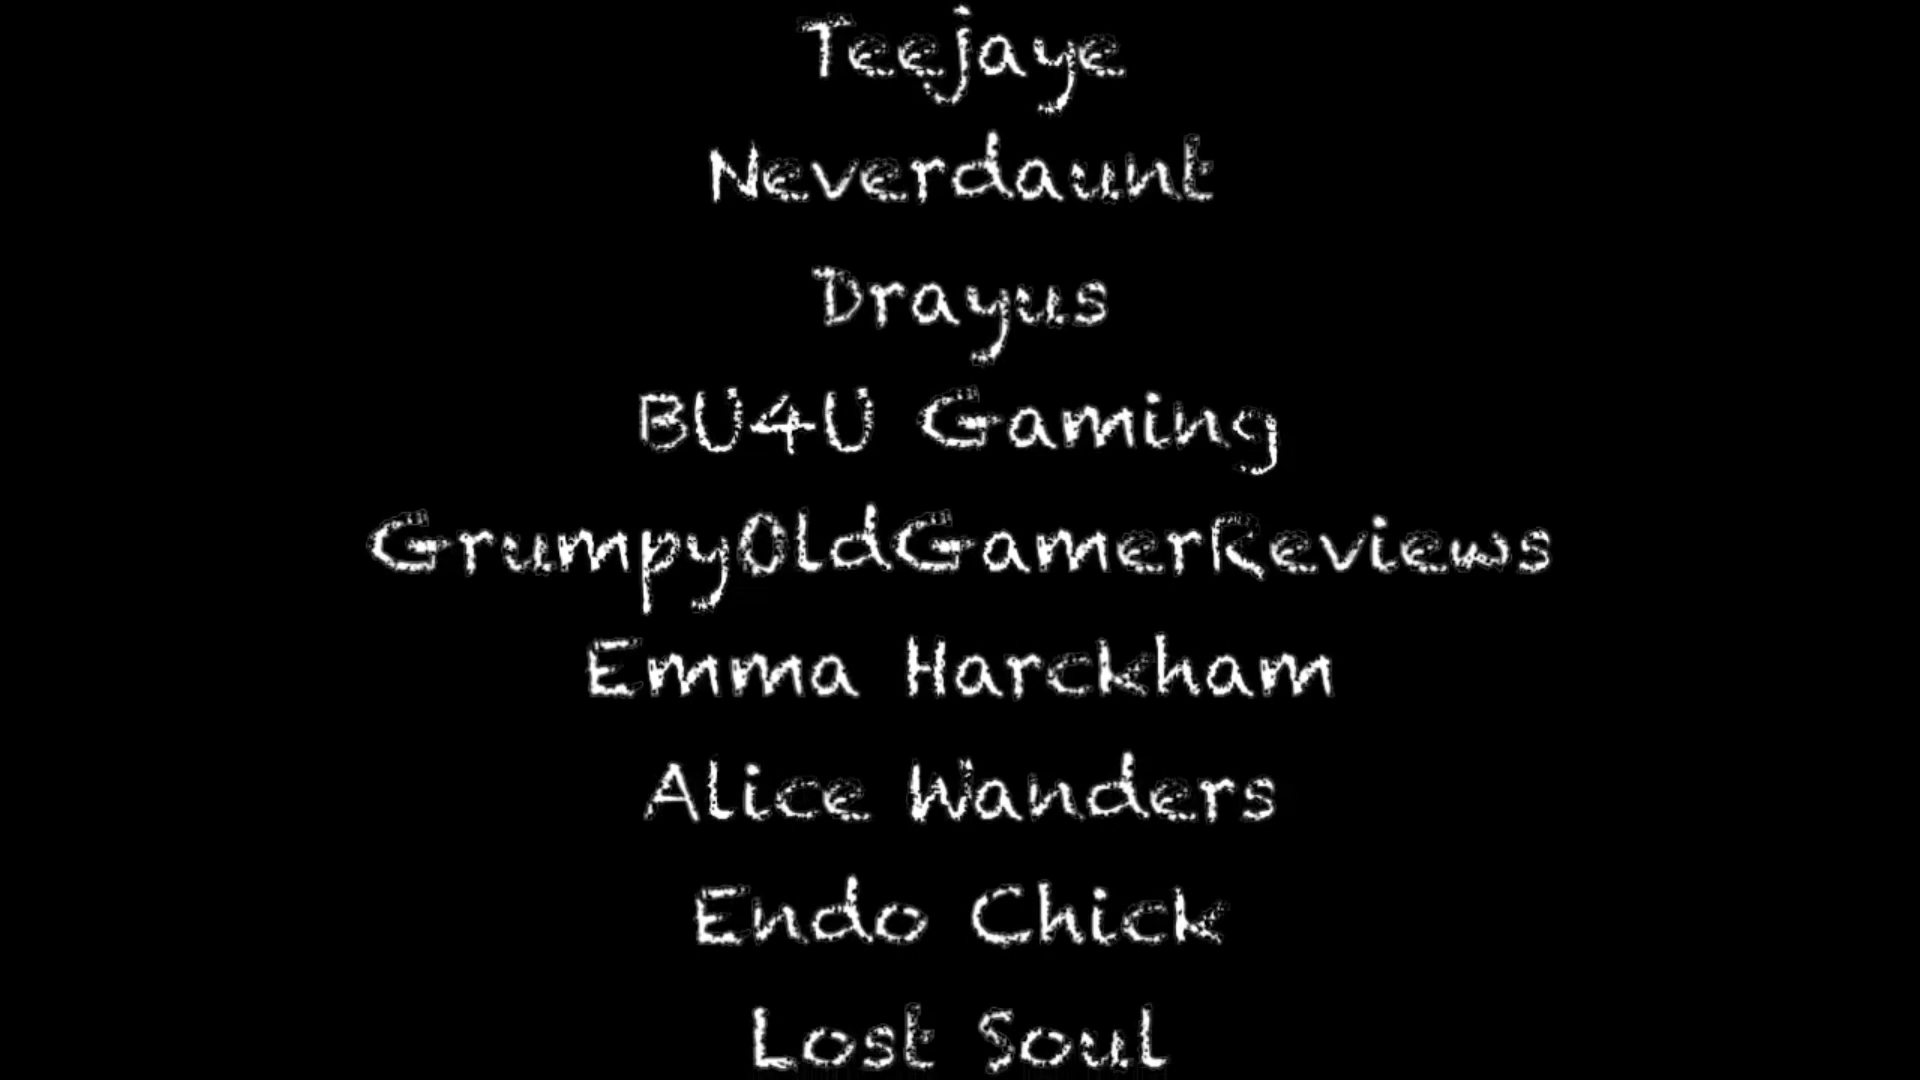 Teejaye
Neverdaunt
Drayus
BU4U Gaming
GrumpyOldGamerReviews
Emma Harckham
Alice Wanders
Endo Chick
Lost Soul